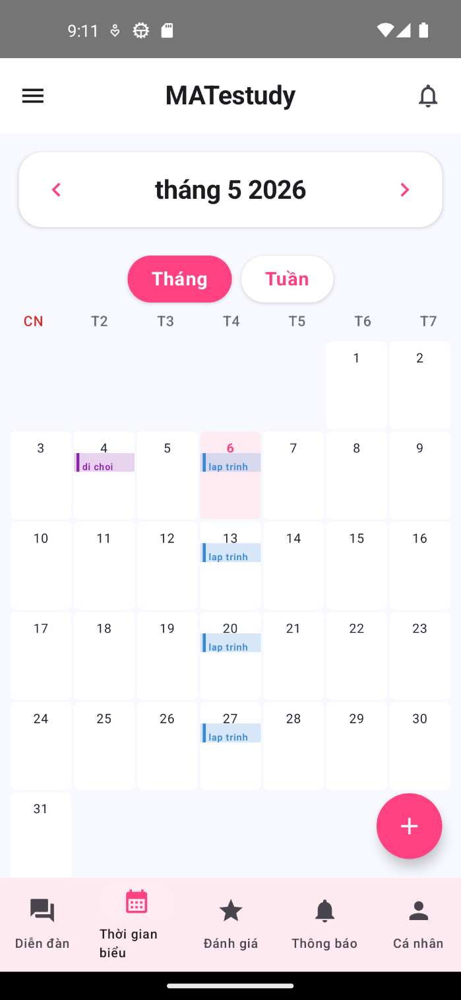 9:11
MATestudy
tháng 5 2026
Tháng Tuần
CN T2 T3 T4 T5 T6 T7
1 2
3 4 5 6 7 8 9
di choi lap trinh
10 11 12 13 14 15 16
lap trinh
17 18 19 20 21 22 23
lap trinh
24 25 26 27 28 29 30
lap trinh
31
Diễn đàn Thời gian biểu Đánh giá Thông báo Cá nhân